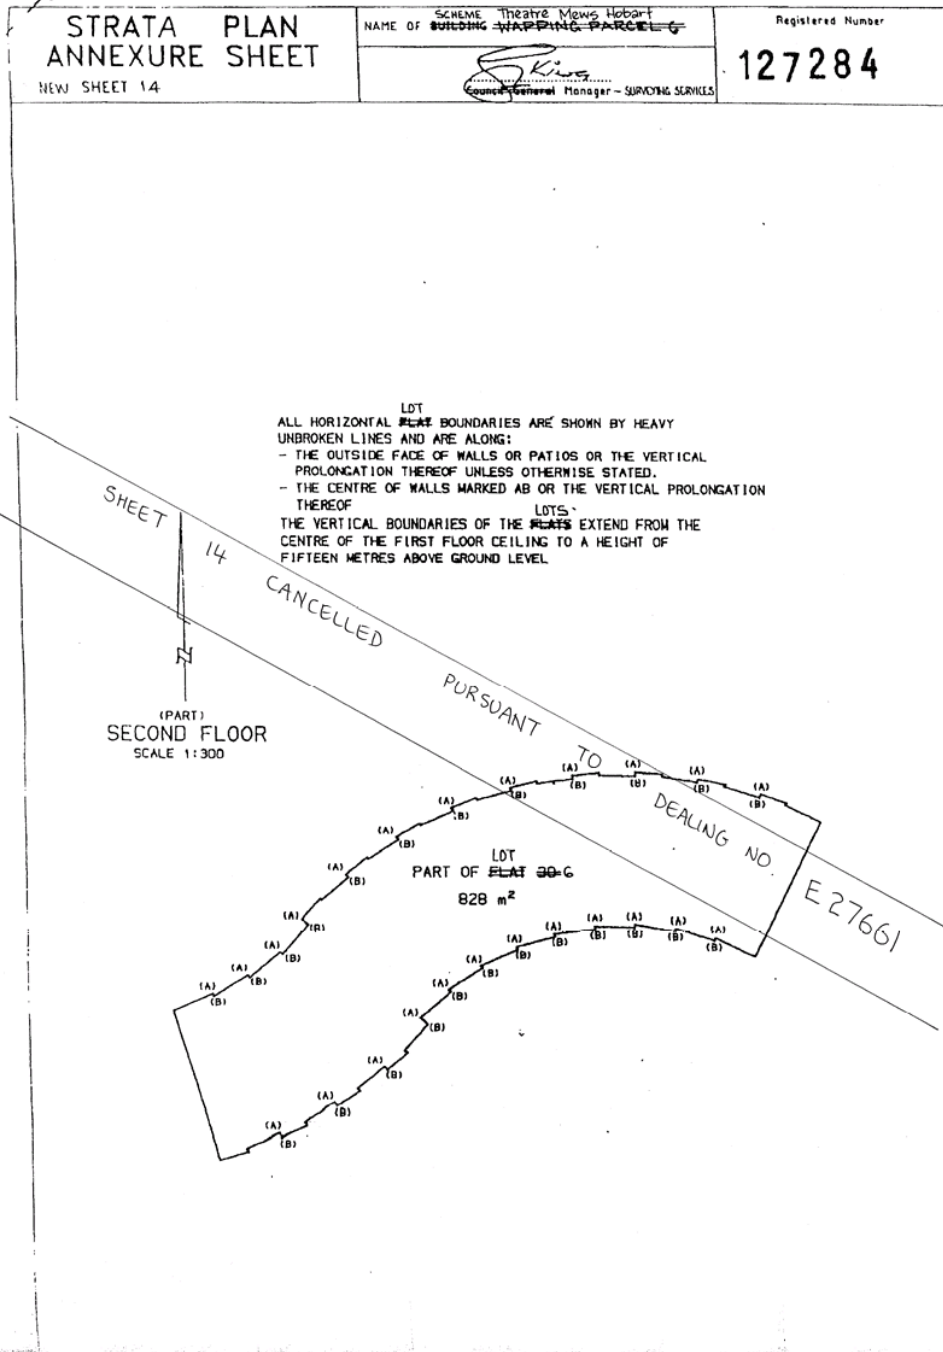 STRATA PLAN
ANNEXURE SHEET
NEW SHEET 14
SCHEME Theatre Mews Hobart
NAME OF BUILDING WAPPING PARCEL 6
King
Council General Manager - SURVEYING SERVICES
Registered Number
127284
LOT
ALL HORIZONTAL FLAT BOUNDARIES ARE SHOWN BY HEAVY
UNBROKEN LINES AND ARE ALONG:
- THE OUTSIDE FACE OF WALLS OR PATIOS OR THE VERTICAL
PROLONGATION THEREOF UNLESS OTHERWISE STATED.
- THE CENTRE OF WALLS MARKED AB OR THE VERTICAL PROLONGATION
THEREOF
LOTS
THE VERTICAL BOUNDARIES OF THE FLATS EXTEND FROM THE
CENTRE OF THE FIRST FLOOR CEILING TO A HEIGHT OF
FIFTEEN METRES ABOVE GROUND LEVEL
SHEET 14 CANCELLED PURSUANT TO DEALING NO. E 27661
N
(PART)
SECOND FLOOR
SCALE 1:300
(A) (A) (A)
(B) (B) (B)
(A) (A)
(B) (B)
(A)
(B)
(A)
(B)
LOT
PART OF FLAT 30 6
828 m²
(A)
(B)
(A)
(B)
(A)
(B)
(A)
(B)
(A) (A) (A) (A) (A)
(B) (B) (B) (B) (B)
(A)
(B)
(A)
(B)
(A)
(B)
(A)
(B)
(A)
(B)
(A)
(B)
(A)
(B)